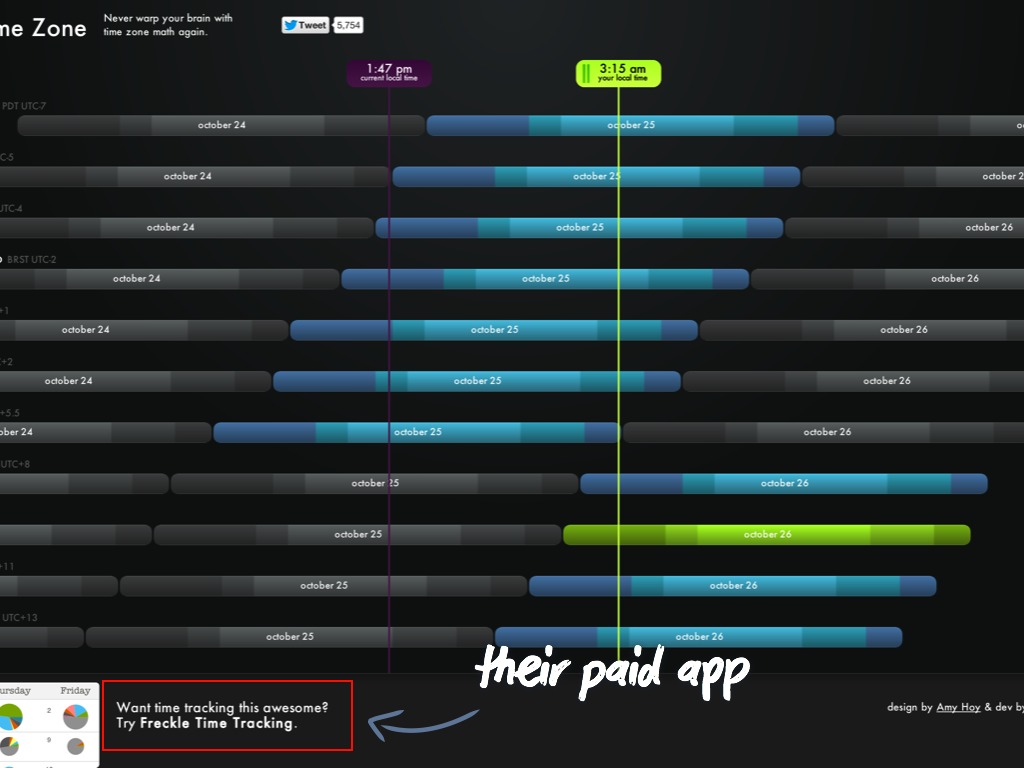 me Zone
Never warp your brain with
time zone math again.
Tweet 5,754
1:47 pm
current local time
3:15 am
your local time
PDT UTC-7
october 24 october 25
C-5
october 24 october 25 october 2
UTC-4
october 24 october 25 october 26
BRST UTC-2
october 24 october 25 october 26
+1
october 24 october 25 october 26
+2
october 24 october 25 october 26
+5.5
ober 24 october 25 october 26
UTC+8
october 25 october 26
october 25 october 26
+11
october 25 october 26
UTC+13
october 25 october 26
their paid app
ursday Friday
2
9
Want time tracking this awesome?
Try Freckle Time Tracking.
design by Amy Hoy & dev by